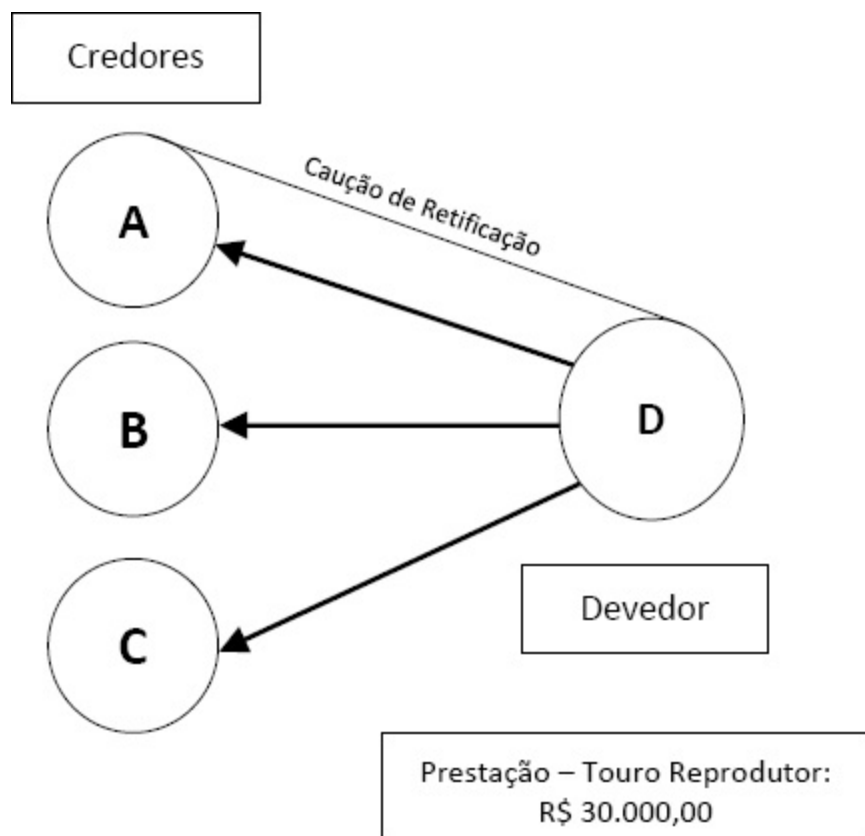 Credores
A
Caução de Retificação
B
D
C
Devedor
Prestação – Touro Reprodutor:
R$ 30.000,00